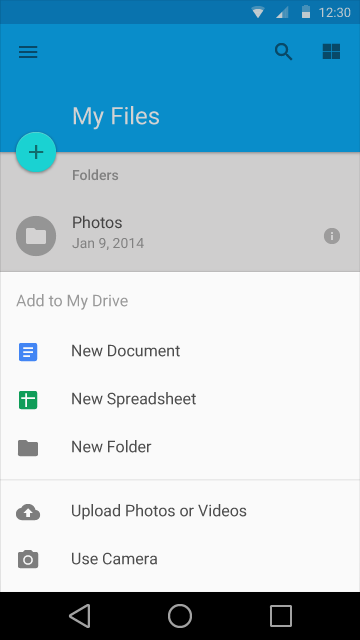 12:30
My Files
Folders
Photos
Jan 9, 2014
Add to My Drive
New Document
New Spreadsheet
New Folder
Upload Photos or Videos
Use Camera